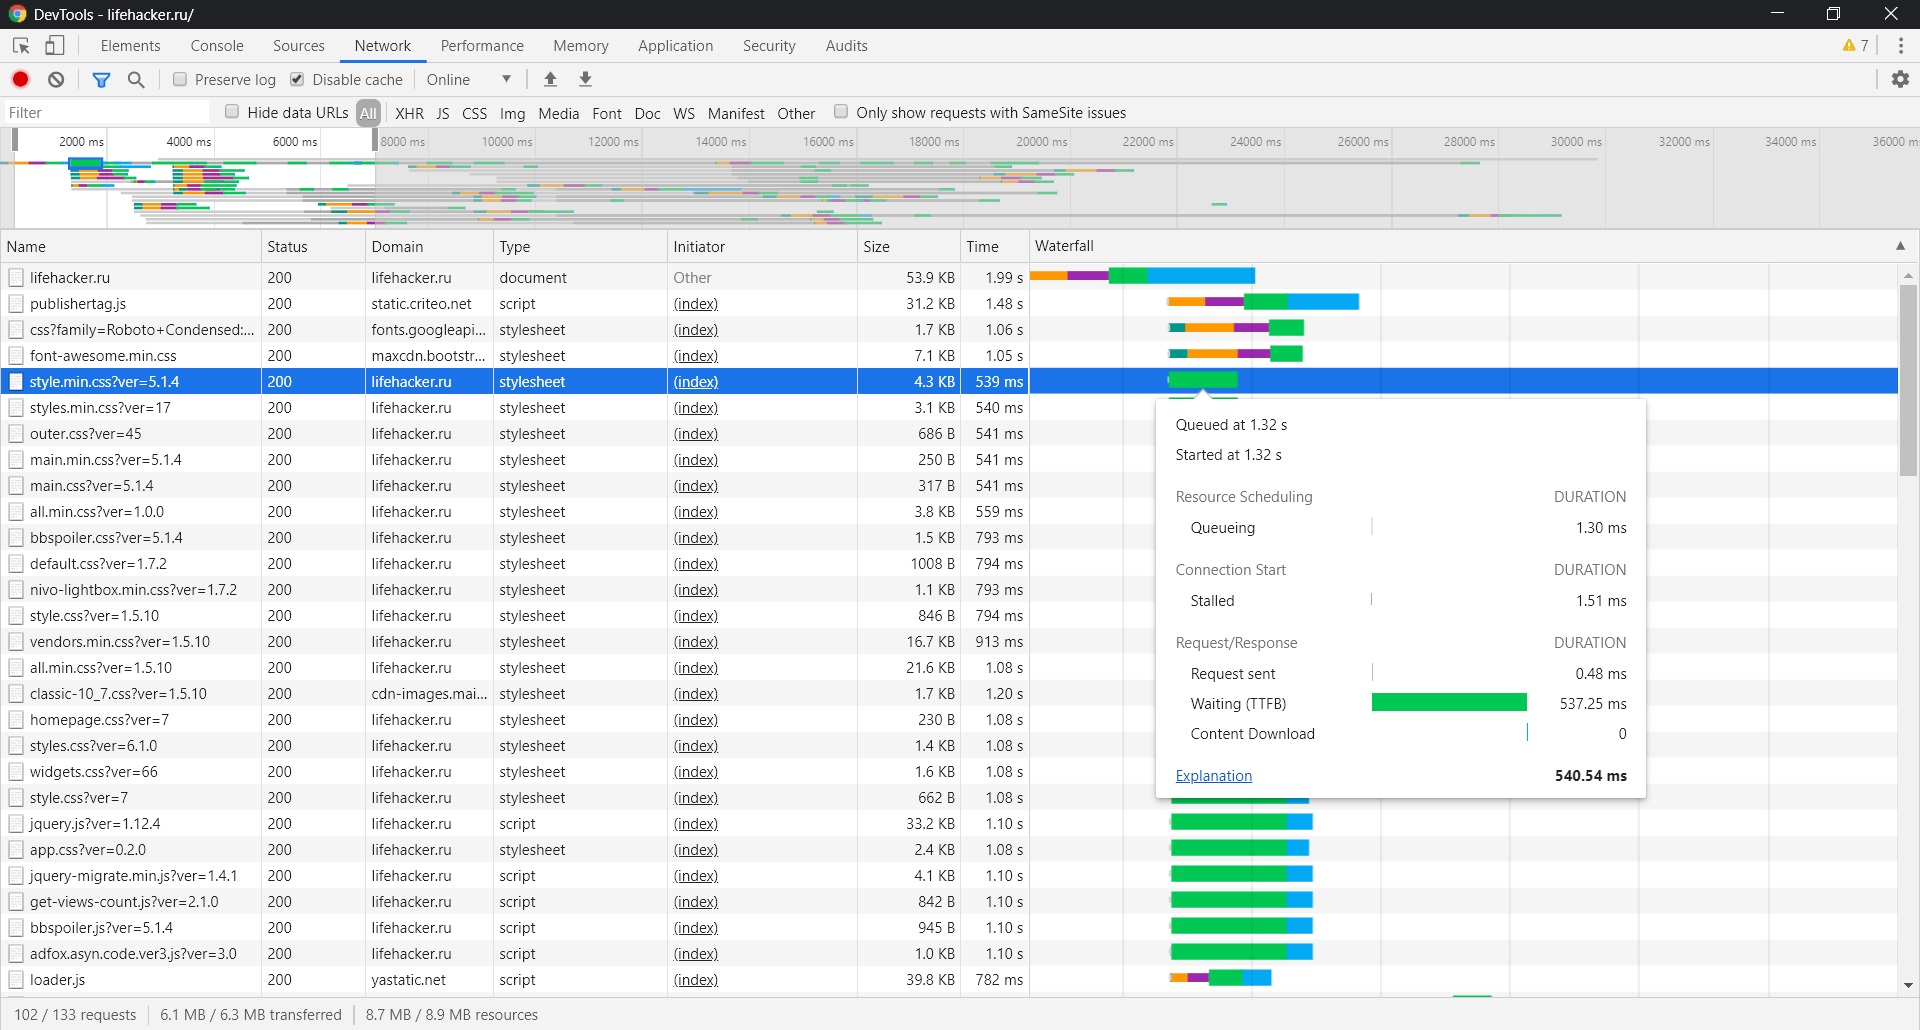 DevTools - lifehacker.ru/
Elements Console Sources Network Performance Memory Application Security Audits 7
Preserve log Disable cache Online
Filter Hide data URLs All XHR JS CSS Img Media Font Doc WS Manifest Other Only show requests with SameSite issues
2000 ms 4000 ms 6000 ms 8000 ms 10000 ms 12000 ms 14000 ms 16000 ms 18000 ms 20000 ms 22000 ms 24000 ms 26000 ms 28000 ms 30000 ms 32000 ms 34000 ms 36000 m
Name Status Domain Type Initiator Size Time Waterfall
lifehacker.ru 200 lifehacker.ru document Other 53.9 KB 1.99 s
publishertag.js 200 static.criteo.net script (index) 31.2 KB 1.48 s
css?family=Roboto+Condensed:... 200 fonts.googleapi... stylesheet (index) 1.7 KB 1.06 s
font-awesome.min.css 200 maxcdn.bootstr... stylesheet (index) 7.1 KB 1.05 s
style.min.css?ver=5.1.4 200 lifehacker.ru stylesheet (index) 4.3 KB 539 ms
styles.min.css?ver=17 200 lifehacker.ru stylesheet (index) 3.1 KB 540 ms
outer.css?ver=45 200 lifehacker.ru stylesheet (index) 686 B 541 ms
main.min.css?ver=5.1.4 200 lifehacker.ru stylesheet (index) 250 B 541 ms
main.css?ver=5.1.4 200 lifehacker.ru stylesheet (index) 317 B 541 ms
all.min.css?ver=1.0.0 200 lifehacker.ru stylesheet (index) 3.8 KB 559 ms
bbspoiler.css?ver=5.1.4 200 lifehacker.ru stylesheet (index) 1.5 KB 793 ms
default.css?ver=1.7.2 200 lifehacker.ru stylesheet (index) 1008 B 794 ms
nivo-lightbox.min.css?ver=1.7.2 200 lifehacker.ru stylesheet (index) 1.1 KB 793 ms
style.css?ver=1.5.10 200 lifehacker.ru stylesheet (index) 846 B 794 ms
vendors.min.css?ver=1.5.10 200 lifehacker.ru stylesheet (index) 16.7 KB 913 ms
all.min.css?ver=1.5.10 200 lifehacker.ru stylesheet (index) 21.6 KB 1.08 s
classic-10_7.css?ver=1.5.10 200 cdn-images.mai... stylesheet (index) 1.7 KB 1.20 s
homepage.css?ver=7 200 lifehacker.ru stylesheet (index) 230 B 1.08 s
styles.css?ver=6.1.0 200 lifehacker.ru stylesheet (index) 1.4 KB 1.08 s
widgets.css?ver=66 200 lifehacker.ru stylesheet (index) 1.6 KB 1.08 s
style.css?ver=7 200 lifehacker.ru stylesheet (index) 662 B 1.08 s
jquery.js?ver=1.12.4 200 lifehacker.ru script (index) 33.2 KB 1.10 s
app.css?ver=0.2.0 200 lifehacker.ru stylesheet (index) 2.4 KB 1.08 s
jquery-migrate.min.js?ver=1.4.1 200 lifehacker.ru script (index) 4.1 KB 1.10 s
get-views-count.js?ver=2.1.0 200 lifehacker.ru script (index) 842 B 1.10 s
bbspoiler.js?ver=5.1.4 200 lifehacker.ru script (index) 945 B 1.10 s
adfox.asyn.code.ver3.js?ver=3.0 200 lifehacker.ru script (index) 1.0 KB 1.10 s
loader.js 200 yastatic.net script (index) 39.8 KB 782 ms
Queued at 1.32 s
Started at 1.32 s
Resource Scheduling DURATION
Queueing 1.30 ms
Connection Start DURATION
Stalled 1.51 ms
Request/Response DURATION
Request sent 0.48 ms
Waiting (TTFB) 537.25 ms
Content Download 0
Explanation 540.54 ms
102 / 133 requests 6.1 MB / 6.3 MB transferred 8.7 MB / 8.9 MB resources